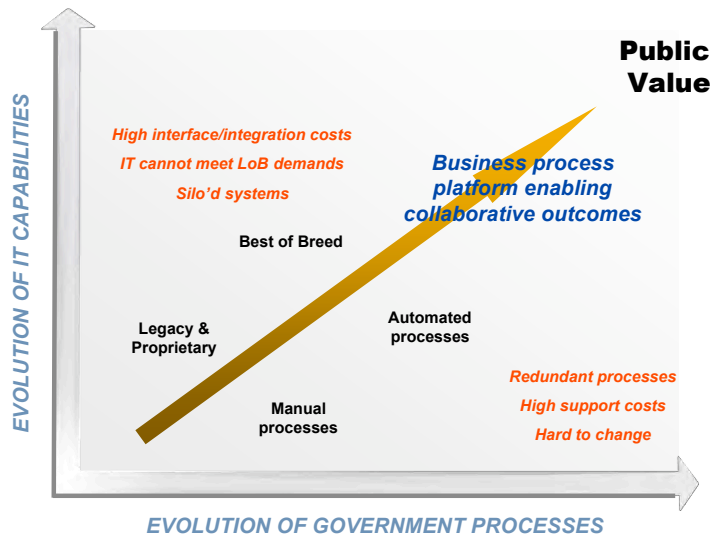 Public
Value
EVOLUTION OF IT CAPABILITIES
High interface/integration costs
IT cannot meet LoB demands
Silo’d systems
Business process
platform enabling
collaborative outcomes
Best of Breed
Legacy &
Proprietary
Automated
processes
Manual
processes
Redundant processes
High support costs
Hard to change
EVOLUTION OF GOVERNMENT PROCESSES